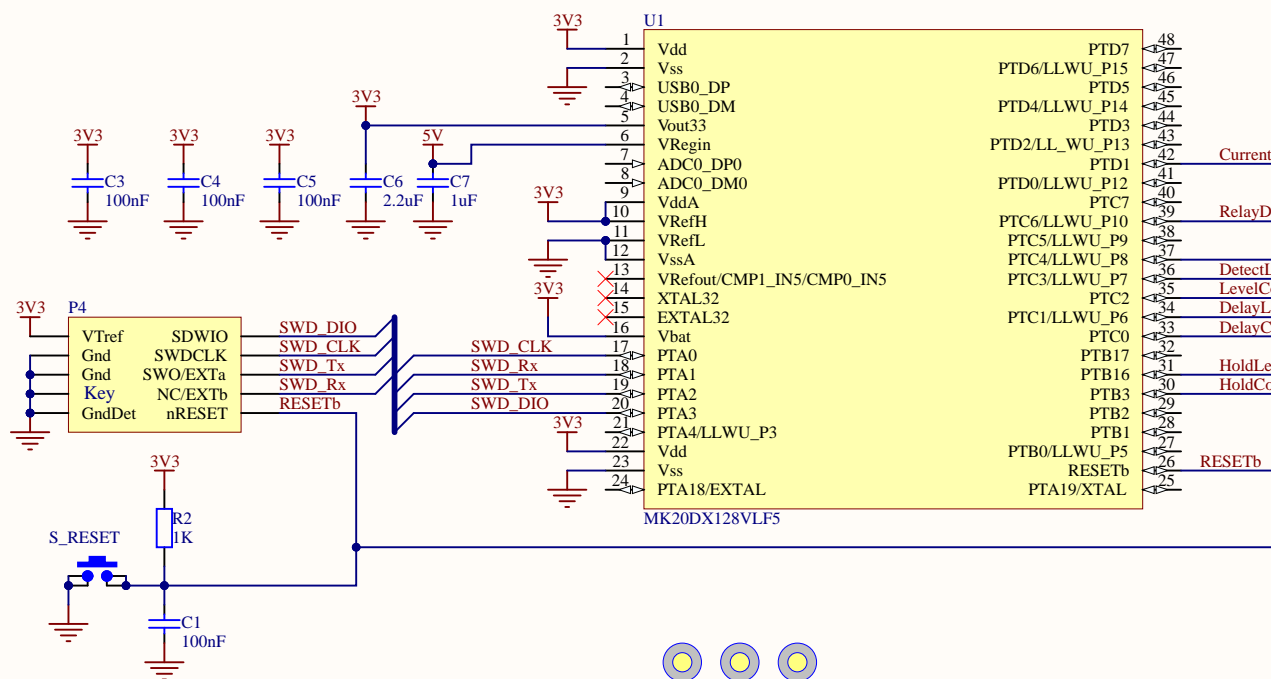 3V3
U1
1 Vdd PTD7 48
2 Vss PTD6/LLWU_P15 47
3 USB0_DP PTD5 46
4 USB0_DM PTD4/LLWU_P14 45
5 Vout33 PTD3 44
6 VRegin PTD2/LL_WU_P13 43
7 ADC0_DP0 PTD1 42
8 ADC0_DM0 PTD0/LLWU_P12 41
9 VddA PTC7 40
10 VRefH PTC6/LLWU_P10 39
11 VRefL PTC5/LLWU_P9 38
12 VssA PTC4/LLWU_P8 37
13 VRefout/CMP1_IN5/CMP0_IN5 PTC3/LLWU_P7 36
14 XTAL32 PTC2 35
15 EXTAL32 PTC1/LLWU_P6 34
16 Vbat PTC0 33
17 PTA0 PTB17 32
18 PTA1 PTB16 31
19 PTA2 PTB3 30
20 PTA3 PTB2 29
21 PTA4/LLWU_P3 PTB1 28
22 Vdd PTB0/LLWU_P5 27
23 Vss RESETb 26
24 PTA18/EXTAL PTA19/XTAL 25
MK20DX128VLF5
Current
RelayD
DetectL
LevelCo
DelayL
DelayC
HoldLe
HoldCo
RESETb
3V3
5V
3V3
3V3
3V3
3V3
3V3
C3
100nF
C4
100nF
C5
100nF
C6
2.2uF
C7
1uF
P4
3V3
VTref SDWIO SWD_DIO
Gnd SWDCLK SWD_CLK
Gnd SWO/EXTa SWD_Tx
Key NC/EXTb SWD_Rx
GndDet nRESET RESETb
SWD_CLK
SWD_Rx
SWD_Tx
SWD_DIO
3V3
3V3
R2
1K
S_RESET
C1
100nF